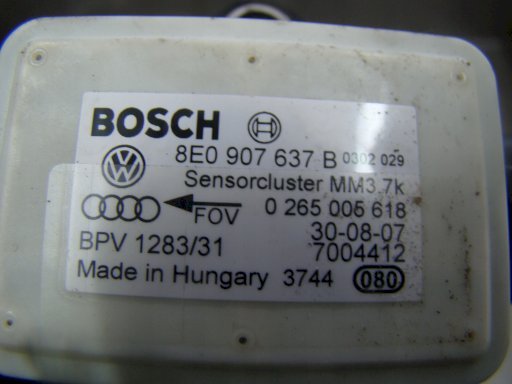 BOSCH
8E0 907 637 B 0302 029
Sensorcluster MM3.7k
FOV 0 265 005 618
30-08-07
BPV 1283/31 7004412
Made in Hungary 3744 080